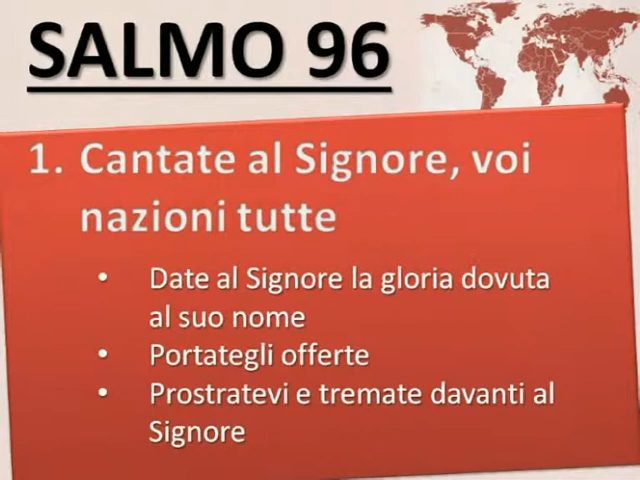 SALMO 96
1. Cantate al Signore, voi
nazioni tutte
• Date al Signore la gloria dovuta
al suo nome
• Portategli offerte
• Prostratevi e tremate davanti al
Signore